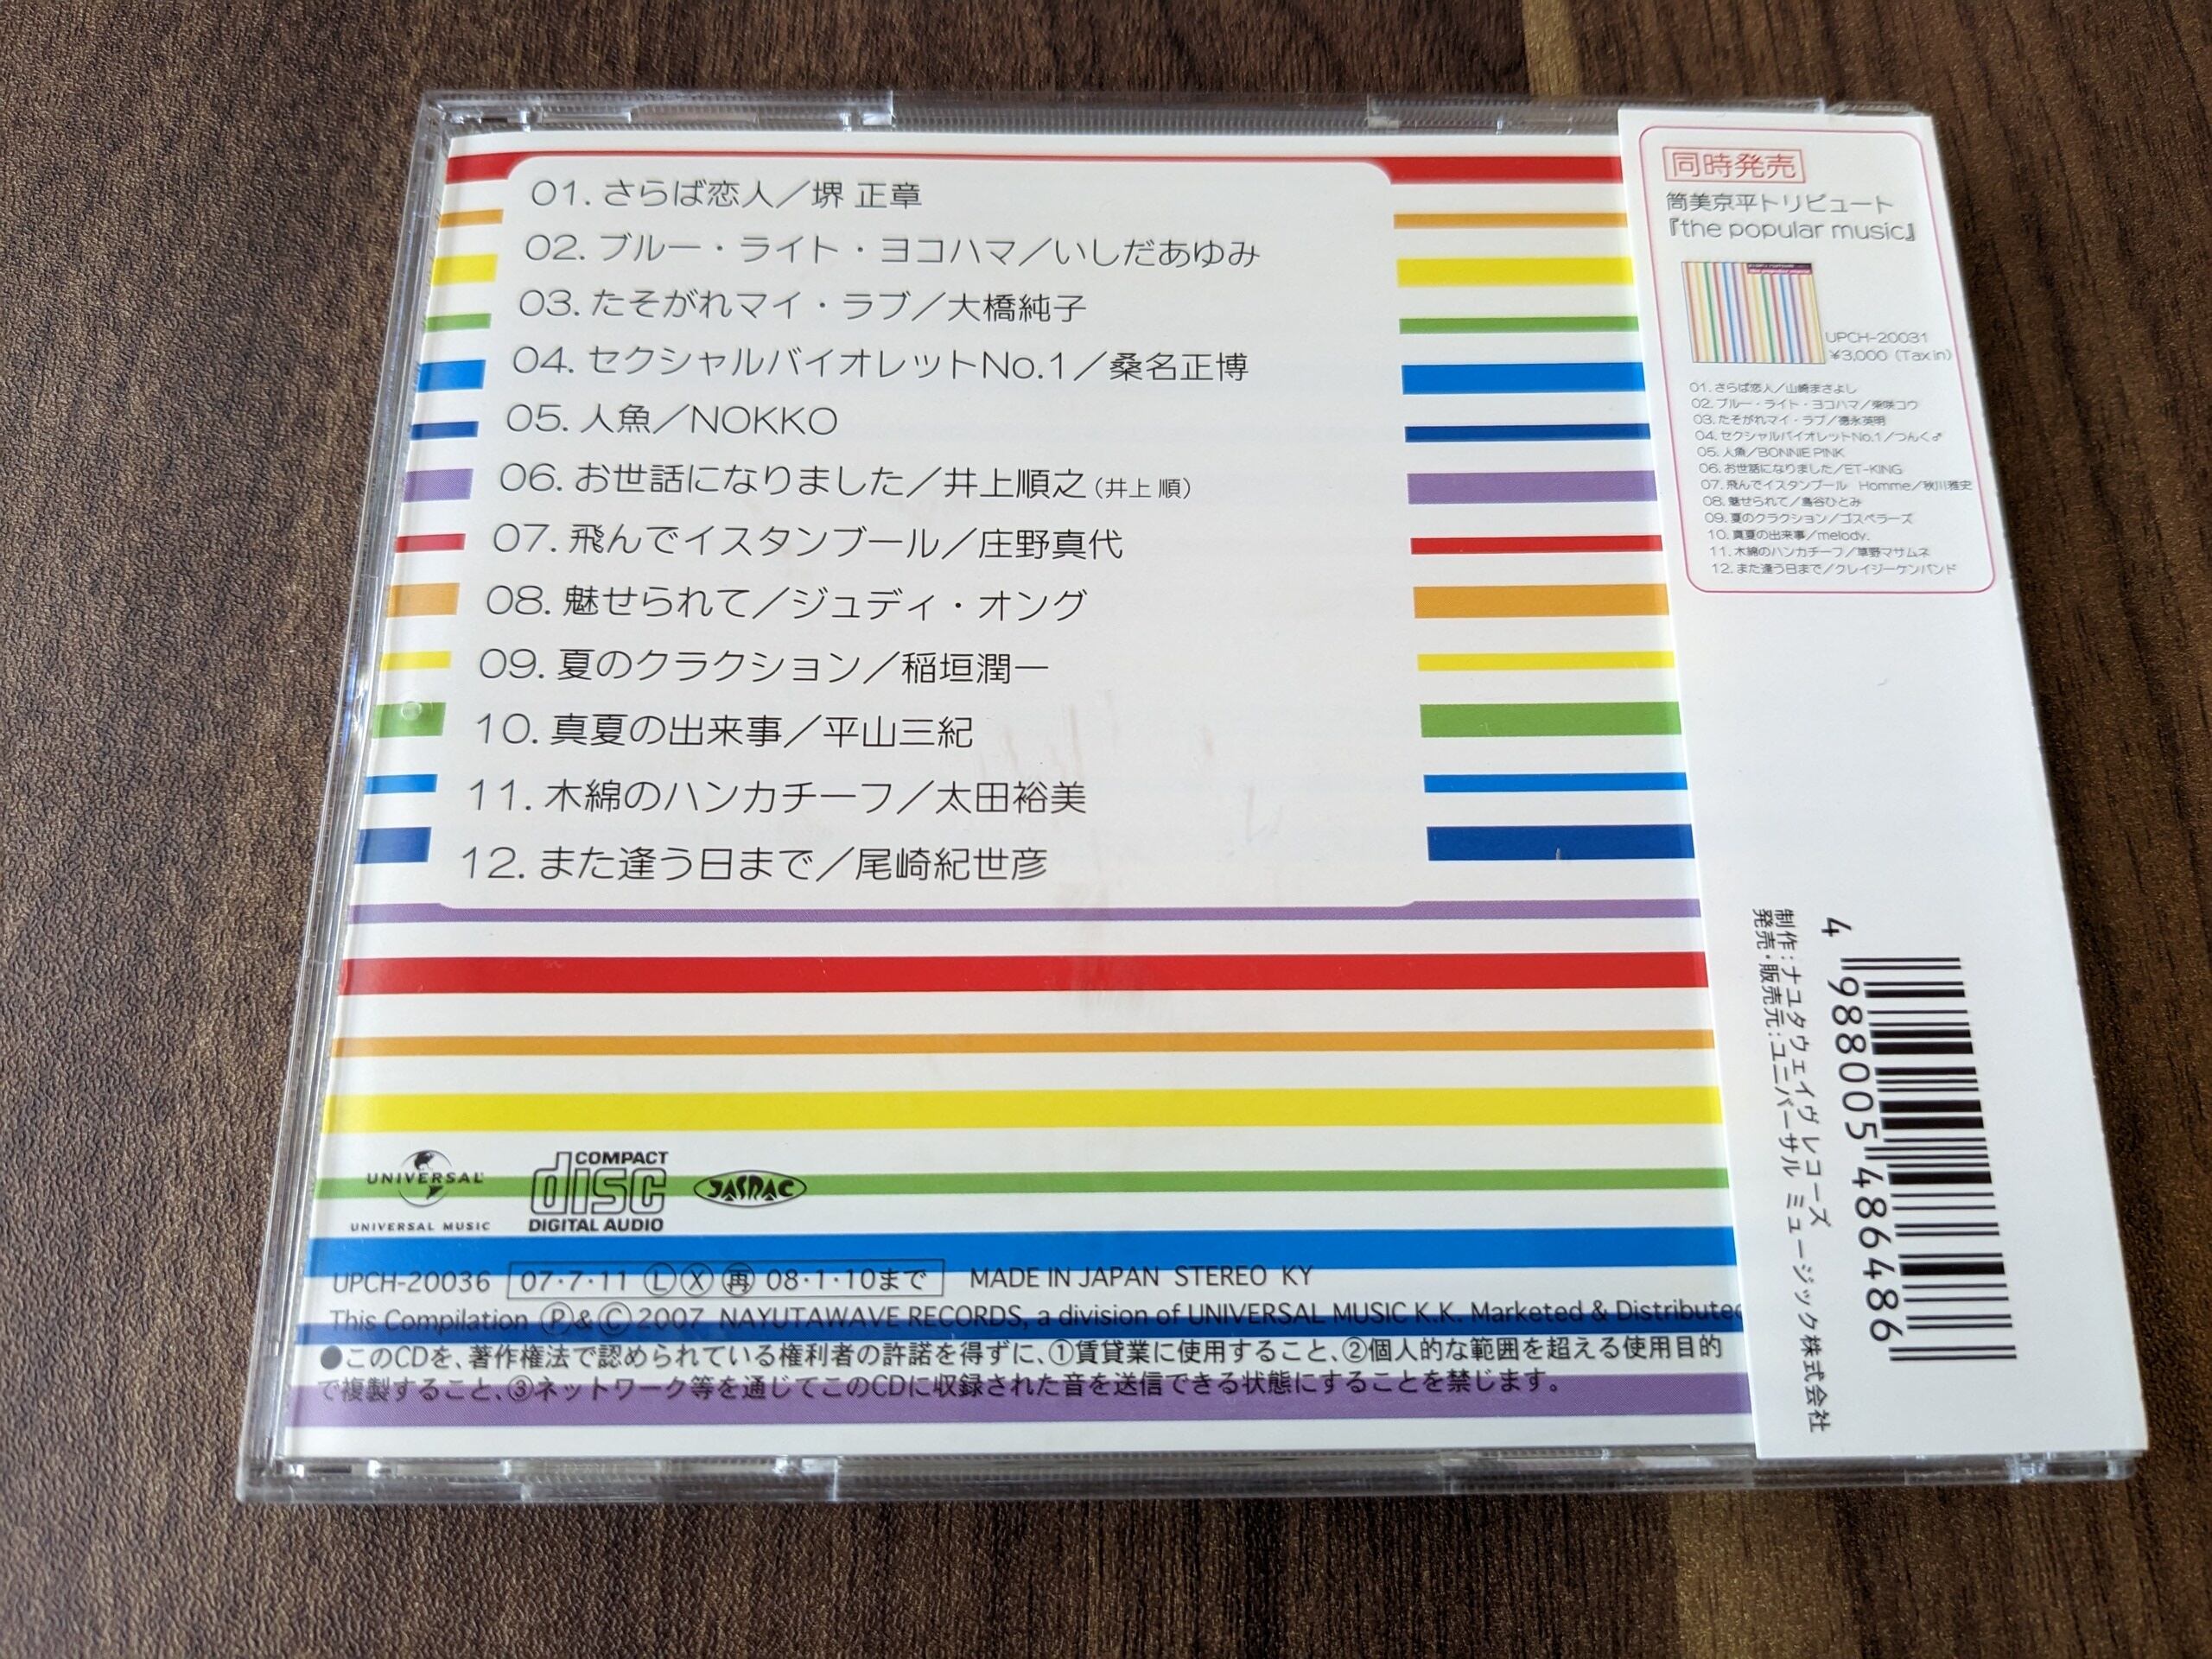 01. さらば恋人／堺 正章
02. ブルー・ライト・ヨコハマ／いしだあゆみ
03. たそがれマイ・ラブ／大橋純子
04. セクシャルバイオレットNo.1／桑名正博
05. 人魚／NOKKO
06. お世話になりました／井上順之（井上 順）
07. 飛んでイスタンブール／庄野真代
08. 魅せられて／ジュディ・オング
09. 夏のクラクション／稲垣潤一
10. 真夏の出来事／平山三紀
11. 木綿のハンカチーフ／太田裕美
12. また逢う日まで／尾崎紀世彦
UNIVERSAL
UNIVERSAL MUSIC
COMPACT
disc
DIGITAL AUDIO
JASRAC
UPCH-20036 07・7・11 Ⓛ Ⓧ ㊢ 08・1・10まで MADE IN JAPAN STEREO KY
This Compilation Ⓟ&Ⓒ 2007 NAYUTAWAVE RECORDS, a division of UNIVERSAL MUSIC K.K. Marketed & Distributed
●このCDを、著作権法で認められている権利者の許諾を得ずに、①賃貸業に使用すること、②個人的な範囲を超える使用目的
で複製すること、③ネットワーク等を通じてこのCDに収録された音を送信できる状態にすることを禁じます。
同時発売
筒美京平トリビュート
『the popular music』
UPCH-20031
¥3,000 (Tax in)
01. さらば恋人／山崎まさよし
02. ブルー・ライト・ヨコハマ／柴咲コウ
03. たそがれマイ・ラブ／徳永英明
04. セクシャルバイオレットNo.1／つんく♂
05. 人魚／BONNIE PINK
06. お世話になりました／ET-KING
07. 飛んでイスタンブール Homme／秋川雅史
08. 魅せられて／島谷ひとみ
09. 夏のクラクション／ゴスペラーズ
10. 真夏の出来事／melody.
11. 木綿のハンカチーフ／草野マサムネ
12. また逢う日まで／クレイジーケンバンド
4 988005 486486
制作：ナユタウェイヴ レコーズ
発売・販売元：ユニバーサル ミュージック株式会社